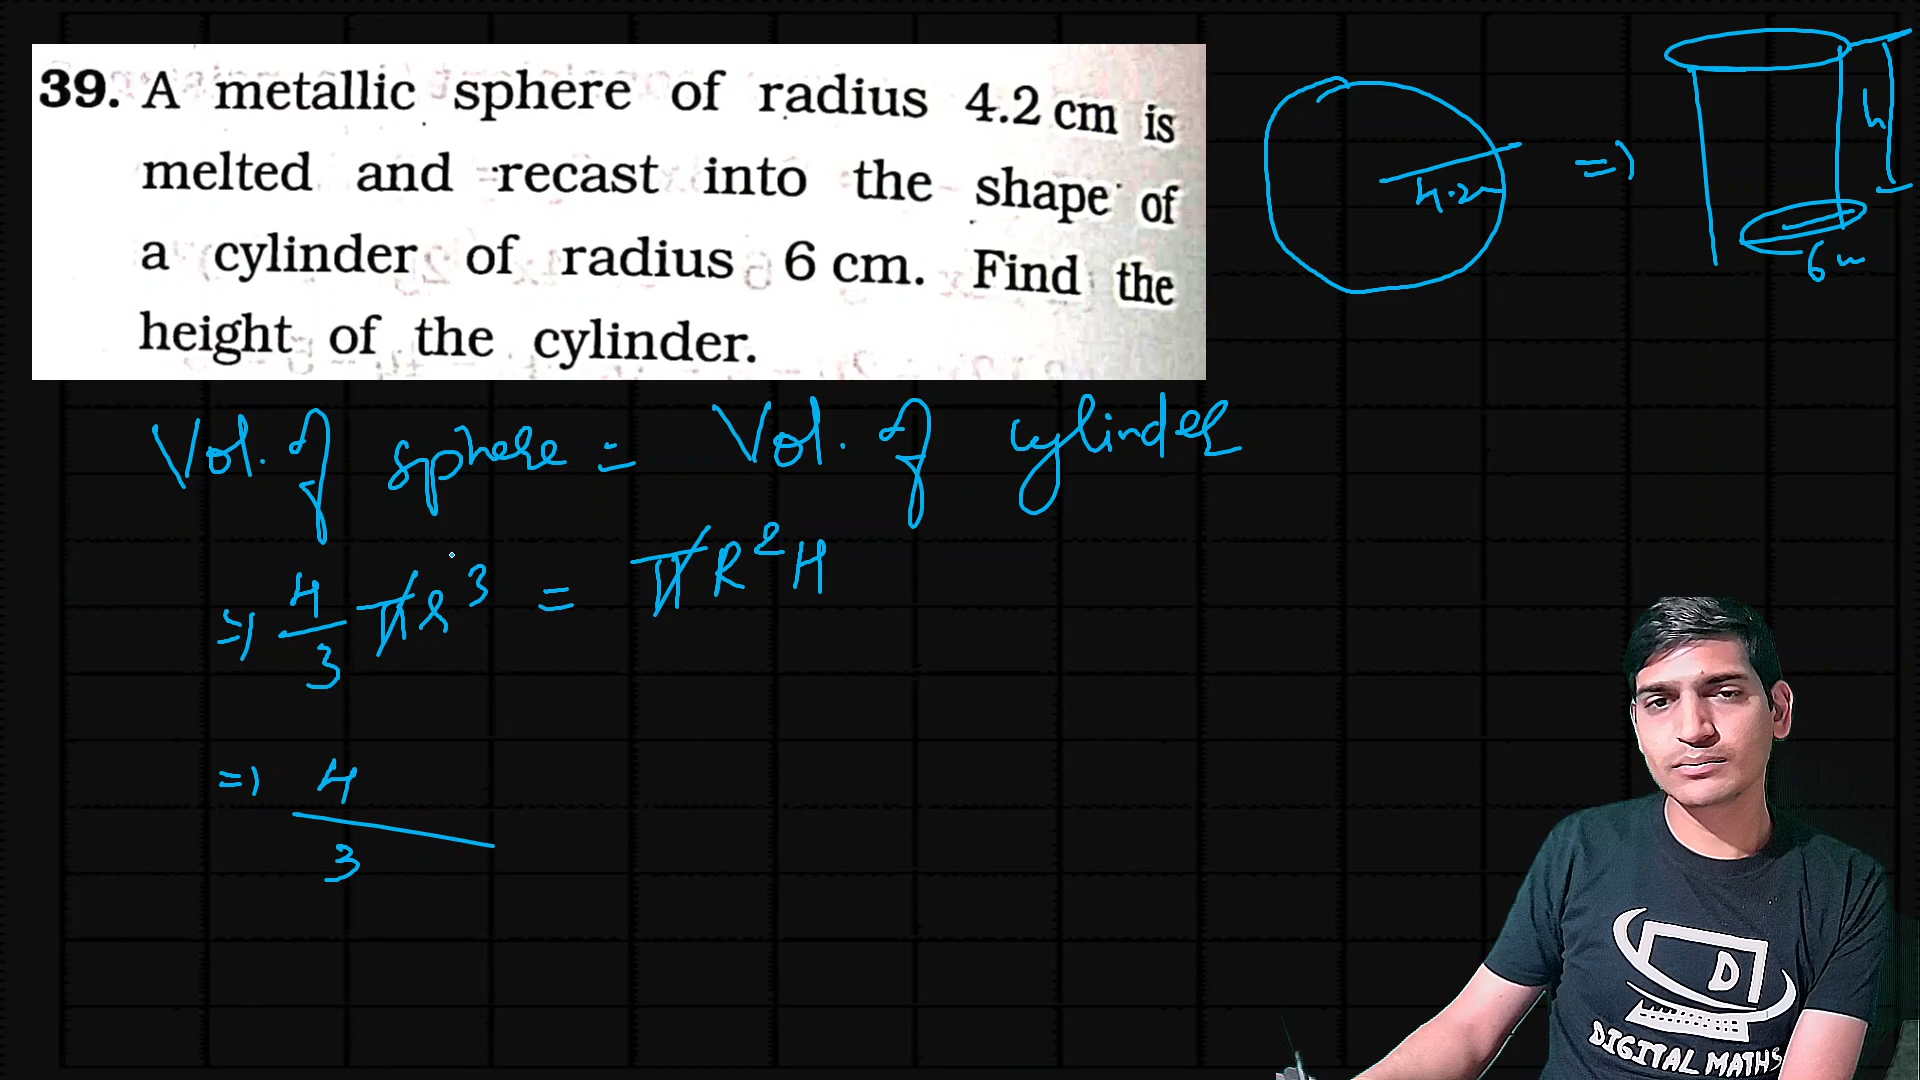 39. A metallic sphere of radius 4.2 cm is
melted and recast into the shape of
a cylinder of radius 6 cm. Find the
height of the cylinder.
4.2
=>
h
6
Vol. of sphere = Vol. of cylinder
=> 4/3 πr³ = πR²H
=> 4
3
D
DIGITAL MATHS